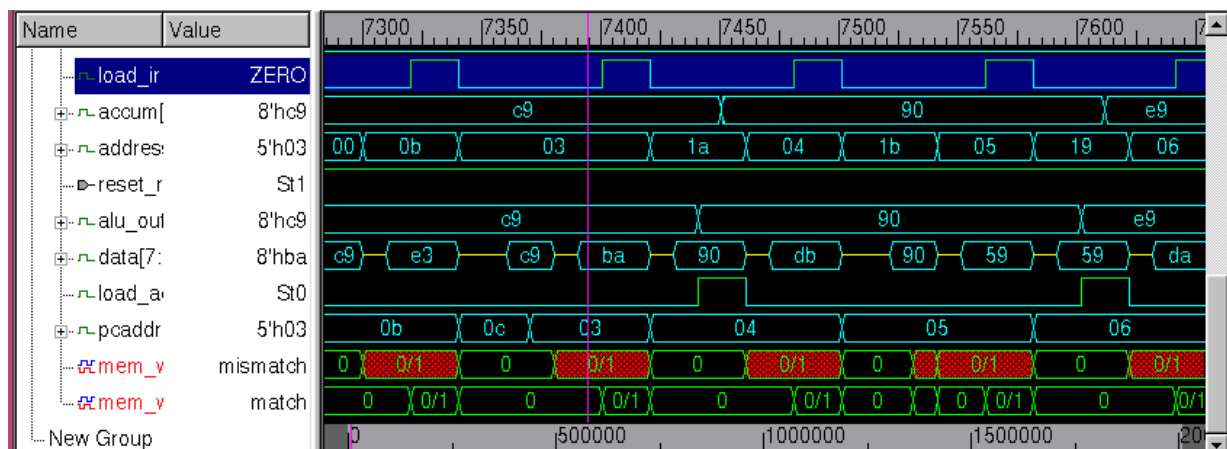 Name Value 7300 7350 7400 7450 7500 7550 7600 7
load_ir ZERO
accum[ 8'hc9 c9 90 e9
addres 5'h03 00 0b 03 1a 04 1b 05 19 06
reset_r St1
alu_out 8'hc9 c9 90 e9
data[7: 8'hba c9 e3 c9 ba 90 db 90 59 59 da
load_a St0
pcaddr 5'h03 0b 0c 03 04 05 06
mem_v mismatch 0 0/1 0 0/1 0 0/1 0 0/1 0 0/1
mem_v match 0 0/1 0 0/1 0 0/1 0 0 0/1 0 0/1
New Group 0 500000 1000000 1500000 20